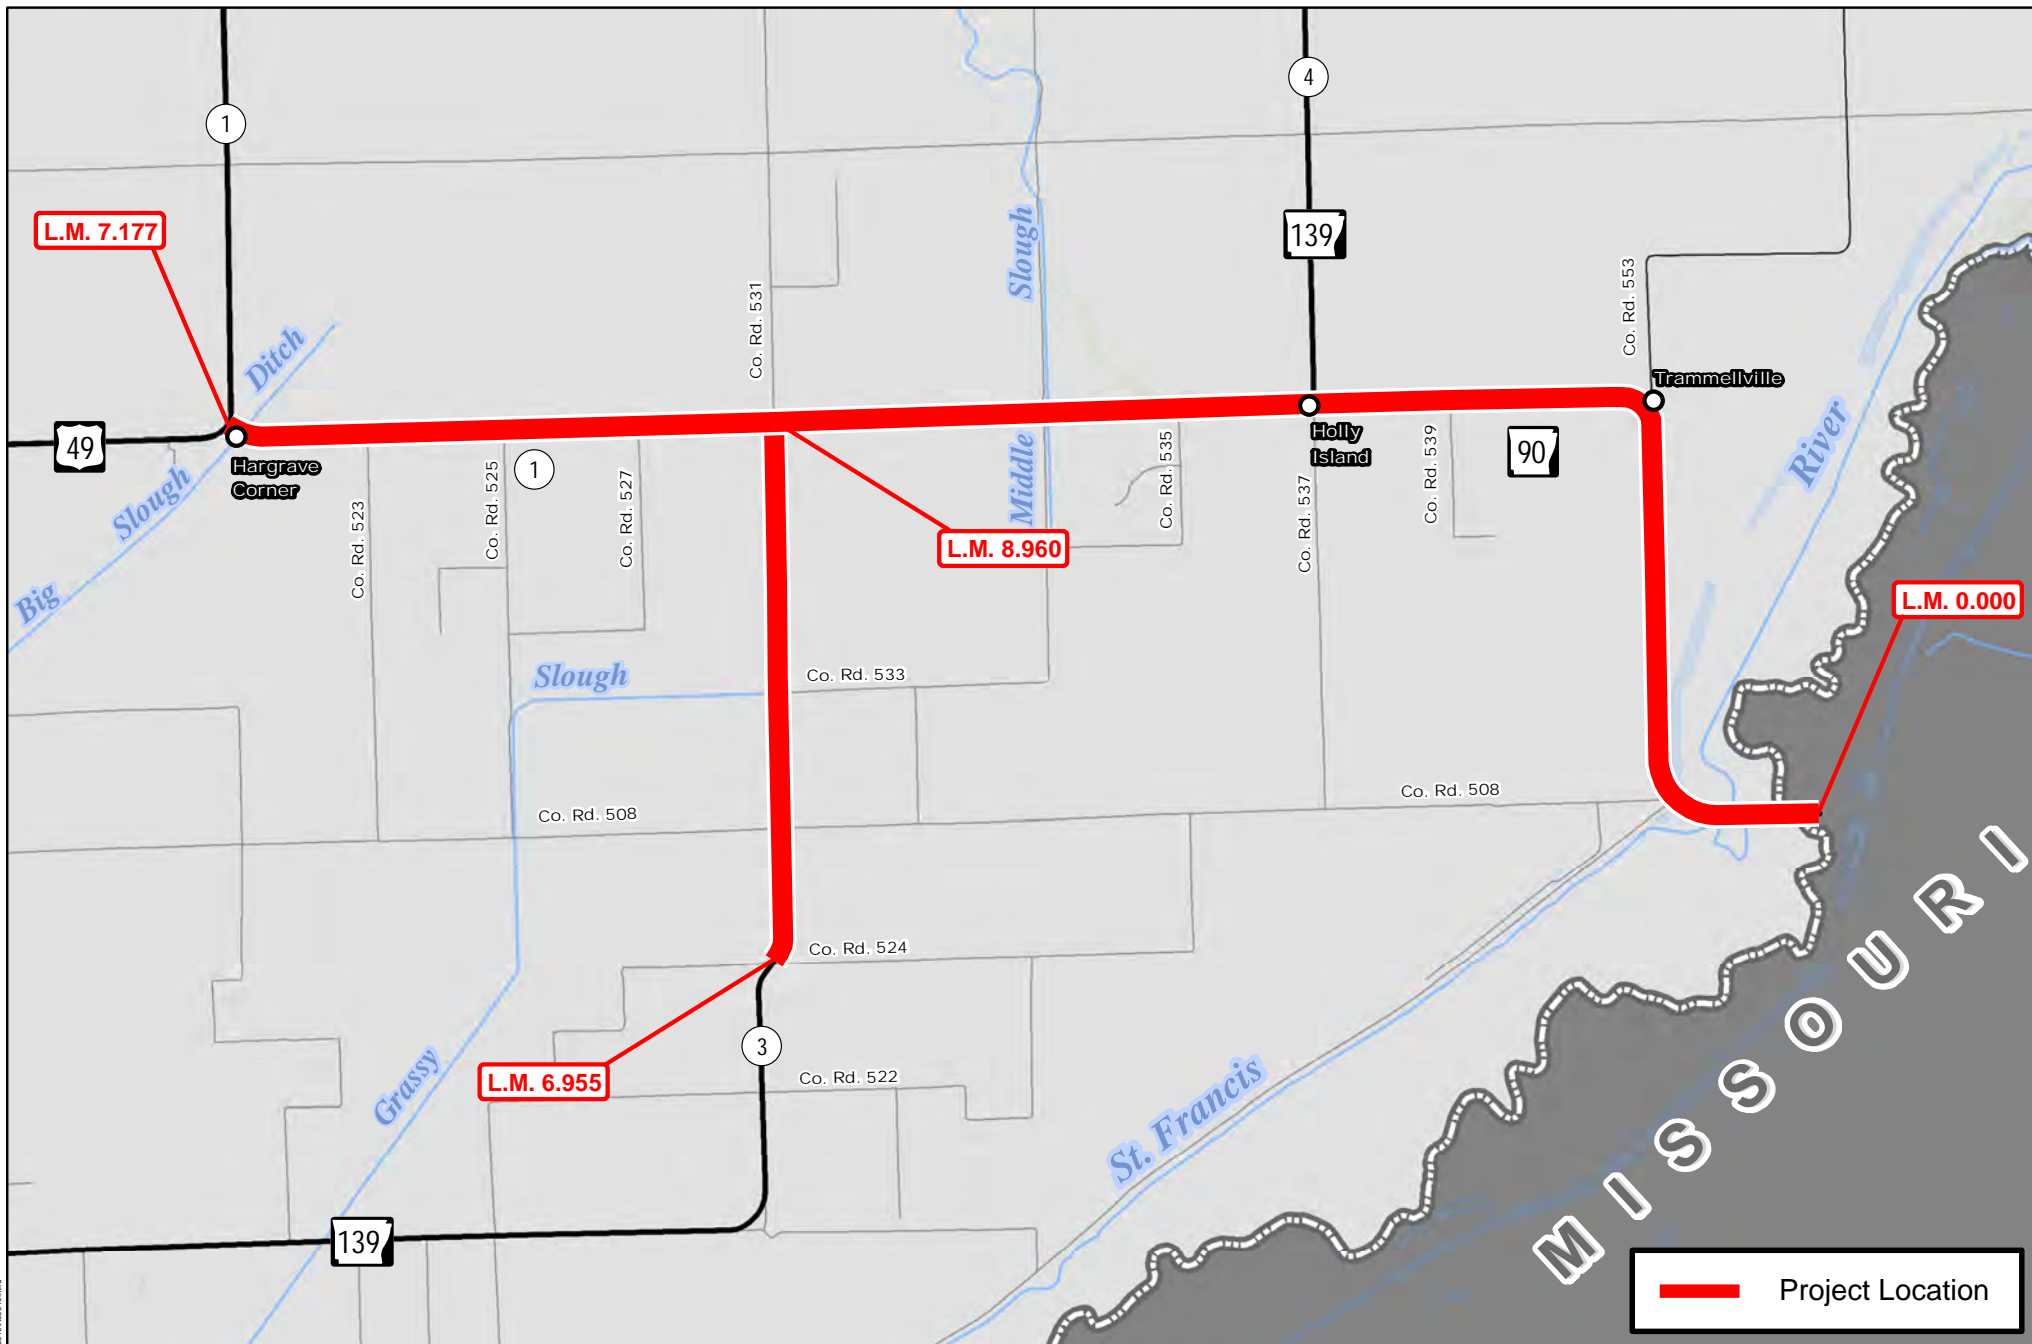 1
4
L.M. 7.177
Slough
139
Co. Rd. 531
Co. Rd. 553
Ditch
Trammellville
River
49
Hargrave
Corner
1
Holly
Island
90
Slough
Co. Rd. 523
Co. Rd. 525
Co. Rd. 527
Middle
Co. Rd. 535
Co. Rd. 537
Co. Rd. 539
L.M. 8.960
Big
L.M. 0.000
Slough
Co. Rd. 533
Co. Rd. 508
Co. Rd. 508
Co. Rd. 524
3
Grassy
L.M. 6.955
Co. Rd. 522
St. Francis
MISSOURI
139
Project Location